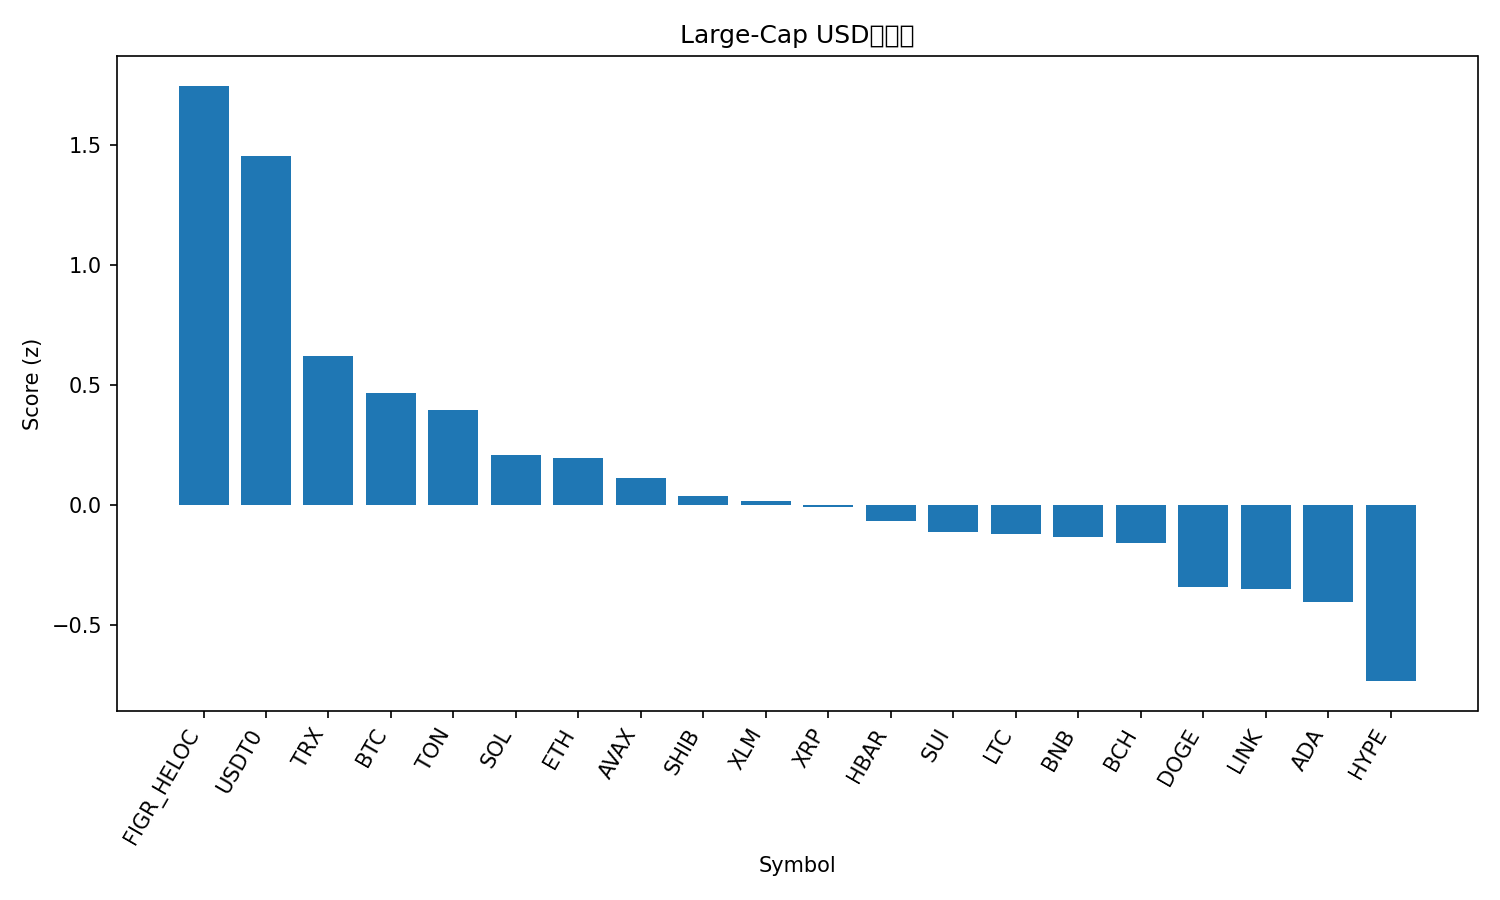 Large-Cap USD
Score (z)
1.5
1.0
0.5
0.0
−0.5
FIGR_HELOC
USDT0
TRX
BTC
TON
SOL
ETH
AVAX
SHIB
XLM
XRP
HBAR
SUI
LTC
BNB
BCH
DOGE
LINK
ADA
HYPE
Symbol